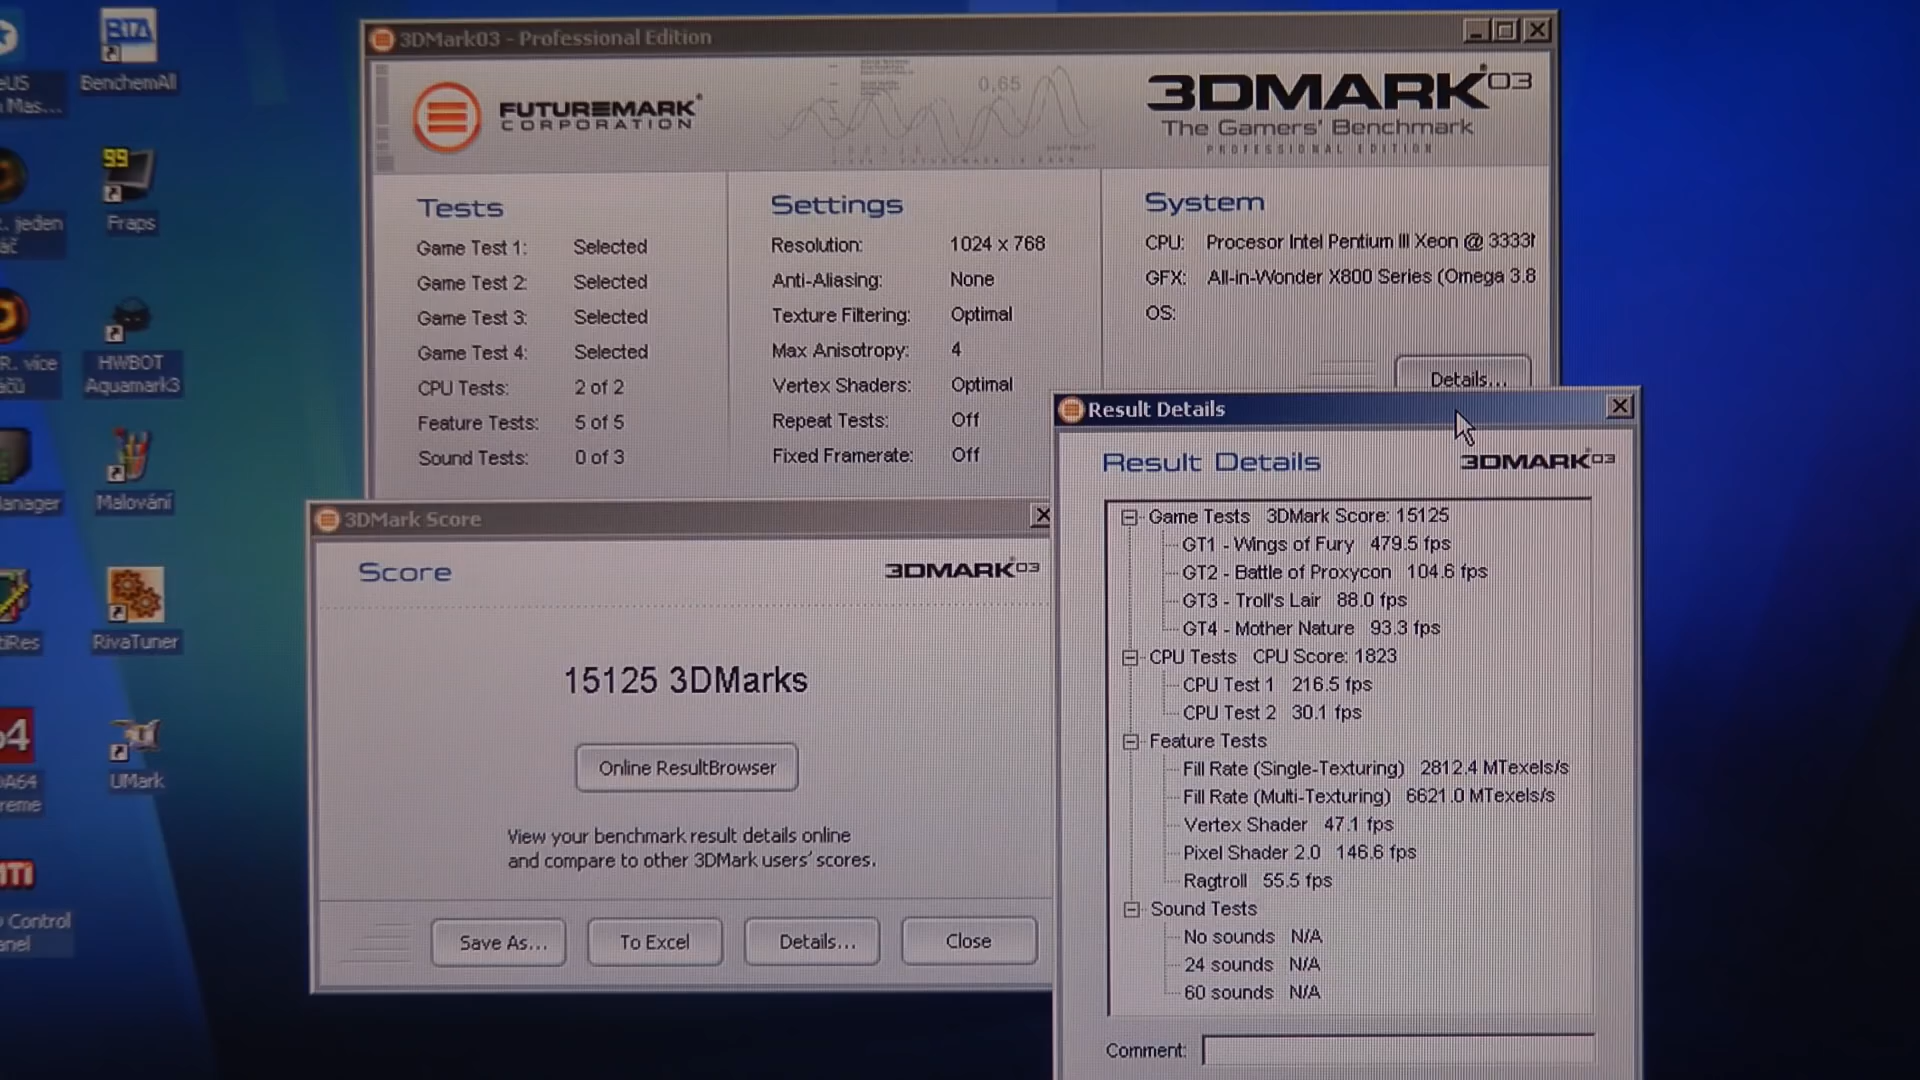 BenchemAll
Mas...
99
Fraps
jeden
HWBOT
Aquamark3
R. více
Malování
RivaTuner
UMark
Control
3DMark03 - Professional Edition
FUTUREMARK
CORPORATION
0,65
3DMARK03
The Gamers' Benchmark
PROFESSIONAL EDITION
Tests
Game Test 1: Selected
Game Test 2: Selected
Game Test 3: Selected
Game Test 4: Selected
CPU Tests: 2 of 2
Feature Tests: 5 of 5
Sound Tests: 0 of 3
Settings
Resolution: 1024 x 768
Anti-Aliasing: None
Texture Filtering: Optimal
Max Anisotropy: 4
Vertex Shaders: Optimal
Repeat Tests: Off
Fixed Framerate: Off
System
CPU: Procesor Intel Pentium III Xeon @ 3333
GFX: All-in-Wonder X800 Series (Omega 3.8
OS:
Details...
3DMark Score
Score
3DMARK03
15125 3DMarks
Online ResultBrowser
View your benchmark result details online
and compare to other 3DMark users' scores.
Save As... To Excel Details... Close
Result Details
Result Details 3DMARK03
Game Tests 3DMark Score: 15125
GT1 - Wings of Fury 479.5 fps
GT2 - Battle of Proxycon 104.6 fps
GT3 - Troll's Lair 88.0 fps
GT4 - Mother Nature 93.3 fps
CPU Tests CPU Score: 1823
CPU Test 1 216.5 fps
CPU Test 2 30.1 fps
Feature Tests
Fill Rate (Single-Texturing) 2812.4 MTexels/s
Fill Rate (Multi-Texturing) 6621.0 MTexels/s
Vertex Shader 47.1 fps
Pixel Shader 2.0 146.6 fps
Ragtroll 55.5 fps
Sound Tests
No sounds N/A
24 sounds N/A
60 sounds N/A
Comment: